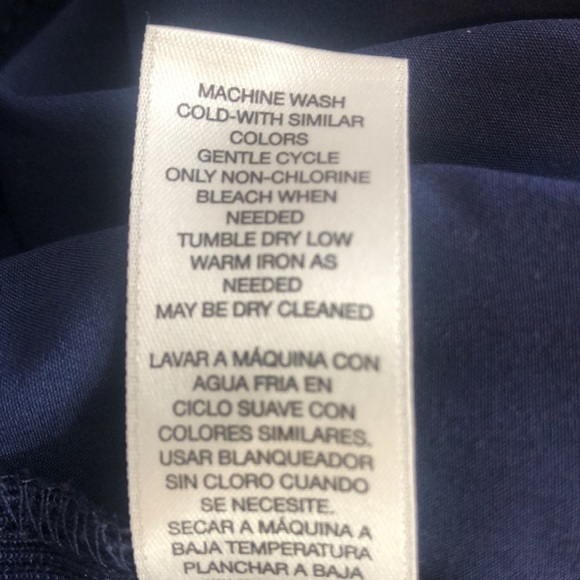 MACHINE WASH
COLD-WITH SIMILAR
COLORS
GENTLE CYCLE
ONLY NON-CHLORINE
BLEACH WHEN
NEEDED
TUMBLE DRY LOW
WARM IRON AS
NEEDED
MAY BE DRY CLEANED
LAVAR A MÁQUINA CON
AGUA FRIA EN
CICLO SUAVE CON
COLORES SIMILARES.
USAR BLANQUEADOR
SIN CLORO CUANDO
SE NECESITE.
SECAR A MÁQUINA A
BAJA TEMPERATURA
PLANCHAR A BAJA